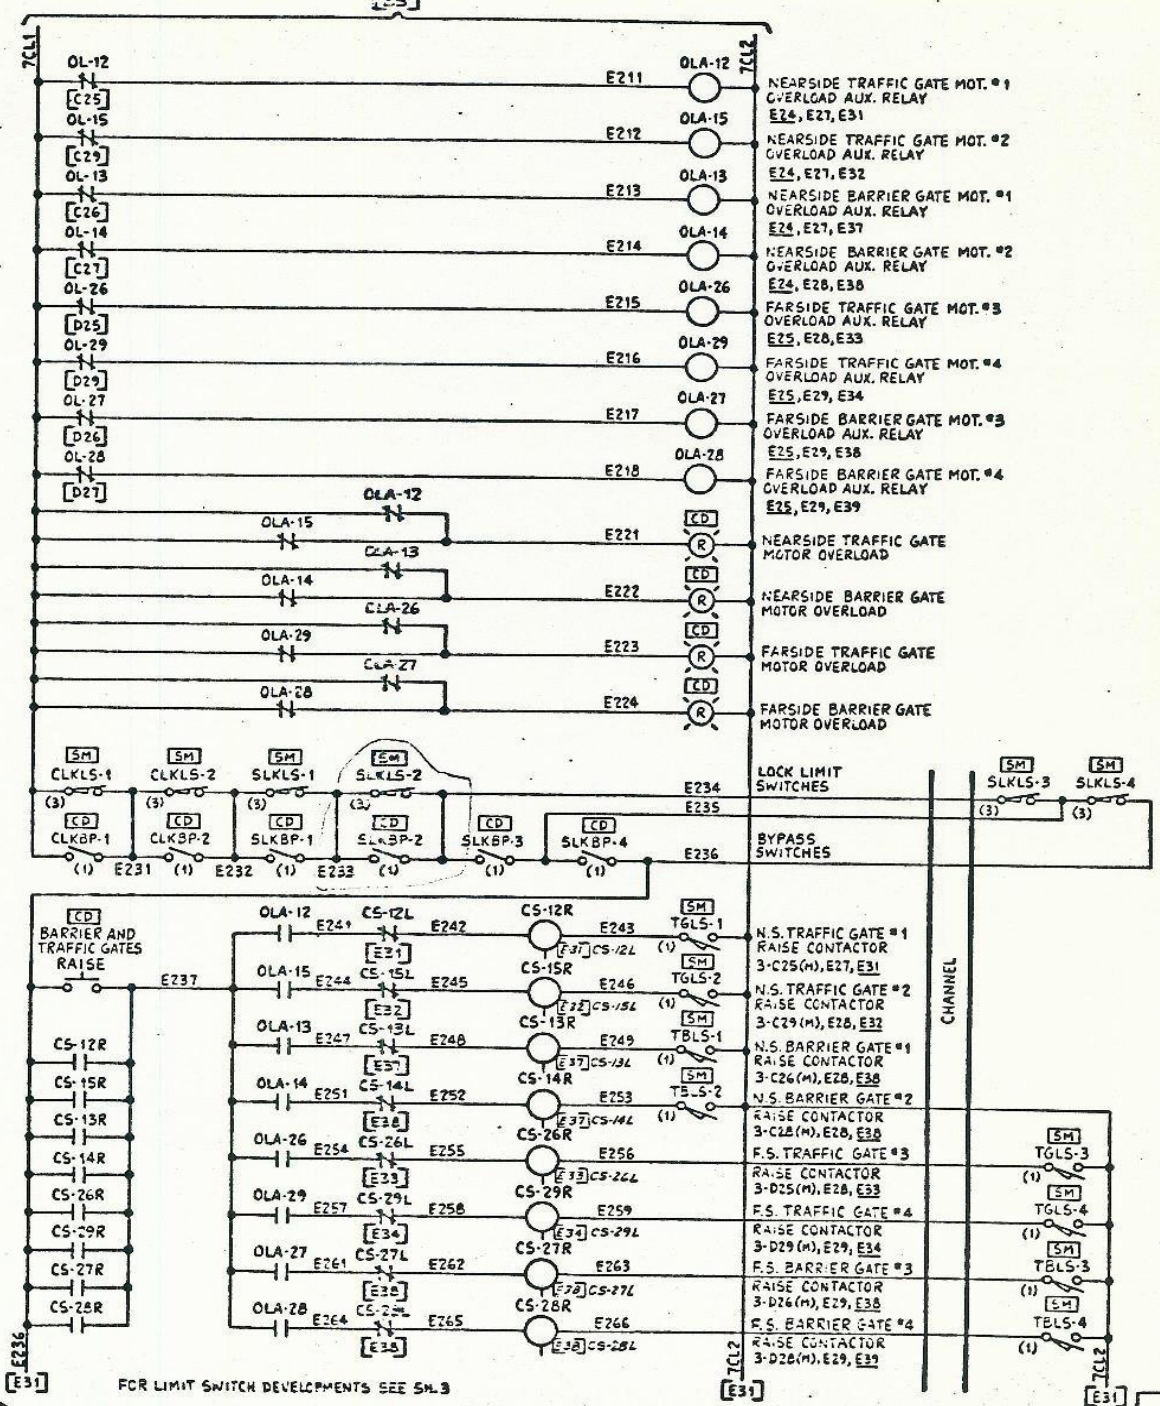 7CL1
7CL2
OL-12
[C25]
E211
OLA-12
NEARSIDE TRAFFIC GATE MOT. #1
OVERLOAD AUX. RELAY
E24, E27, E31
OL-15
[C29]
E212
OLA-15
NEARSIDE TRAFFIC GATE MOT. #2
OVERLOAD AUX. RELAY
E24, E27, E32
OL-13
[C26]
E213
OLA-13
NEARSIDE BARRIER GATE MOT. #1
OVERLOAD AUX. RELAY
E24, E27, E37
OL-14
[C27]
E214
OLA-14
NEARSIDE BARRIER GATE MOT. #2
OVERLOAD AUX. RELAY
E24, E28, E38
OL-26
[D25]
E215
OLA-26
FARSIDE TRAFFIC GATE MOT. #3
OVERLOAD AUX. RELAY
E25, E28, E33
OL-29
[D29]
E216
OLA-29
FARSIDE TRAFFIC GATE MOT. #4
OVERLOAD AUX. RELAY
E25, E29, E34
OL-27
[D26]
E217
OLA-27
FARSIDE BARRIER GATE MOT. #3
OVERLOAD AUX. RELAY
E25, E29, E38
OL-28
[D27]
E218
OLA-28
FARSIDE BARRIER GATE MOT. #4
OVERLOAD AUX. RELAY
E25, E29, E39
OLA-12
OLA-15
E221
CD
R
NEARSIDE TRAFFIC GATE
MOTOR OVERLOAD
OLA-13
OLA-14
E222
CD
R
NEARSIDE BARRIER GATE
MOTOR OVERLOAD
OLA-26
OLA-29
E223
CD
R
FARSIDE TRAFFIC GATE
MOTOR OVERLOAD
OLA-27
OLA-28
E224
CD
R
FARSIDE BARRIER GATE
MOTOR OVERLOAD
SM SM SM SM
CLKLS-1 CLKLS-2 SLKLS-1 SLKLS-2
(3) (3) (3) (3)
E234
E235
LOCK LIMIT
SWITCHES
SM SM
SLKLS-3 SLKLS-4
(3) (3)
CD CD CD CD CD CD
CLKBP-1 CLKBP-2 SLKBP-1 SLKBP-2 SLKBP-3 SLKBP-4
(1) E231 (1) E232 (1) E233 (1) (1) (1)
E236
BYPASS
SWITCHES
CD
BARRIER AND
TRAFFIC GATES
RAISE
E237
CS-12R
CS-15R
CS-13R
CS-14R
CS-26R
CS-29R
CS-27R
CS-28R
E236
[E31]
OLA-12 E241 CS-12L E242 CS-12R E243 SM TGLS-1
[E31] [E31] CS-12L (1)
N.S. TRAFFIC GATE #1
RAISE CONTACTOR
3-C25(M), E27, E31
OLA-15 E244 CS-15L E245 CS-15R E246 SM TGLS-2
[E32] [E32] CS-15L (1)
N.S. TRAFFIC GATE #2
RAISE CONTACTOR
3-C29(M), E28, E32
OLA-13 E247 CS-13L E248 CS-13R E249 SM TBLS-1
[E37] [E37] CS-13L (1)
N.S. BARRIER GATE #1
RAISE CONTACTOR
3-C26(M), E28, E38
OLA-14 E251 CS-14L E252 CS-14R E253 SM TBLS-2
[E38] [E37] CS-14L (1)
N.S. BARRIER GATE #2
RAISE CONTACTOR
3-C28(M), E28, E38
OLA-26 E254 CS-26L E255 CS-26R E256
[E33] [E33] CS-26L
F.S. TRAFFIC GATE #3
RAISE CONTACTOR
3-D25(M), E28, E33
SM
TGLS-3
(1)
OLA-29 E257 CS-29L E258 CS-29R E259
[E34] [E34] CS-29L
F.S. TRAFFIC GATE #4
RAISE CONTACTOR
3-D29(M), E29, E34
SM
TGLS-4
(1)
OLA-27 E261 CS-27L E262 CS-27R E263
[E38] [E38] CS-27L
F.S. BARRIER GATE #3
RAISE CONTACTOR
3-D26(M), E29, E38
SM
TBLS-3
(1)
OLA-28 E264 CS-28L E265 CS-28R E266
[E38] [E38] CS-28L
F.S. BARRIER GATE #4
RAISE CONTACTOR
3-D28(M), E29, E39
SM
TBLS-4
(1)
CHANNEL
7CL2
[E31]
7CL2
[E31]
FOR LIMIT SWITCH DEVELOPMENTS SEE SH. 3